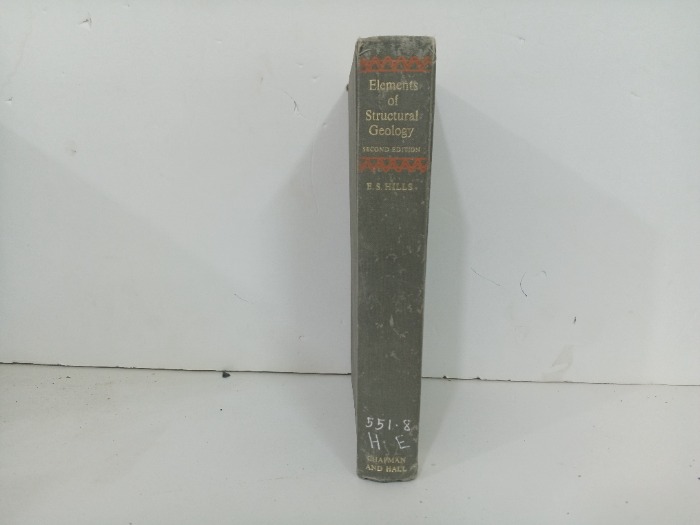 Elements
of
Structural
Geology
SECOND EDITION
E. S. HILLS
551.8
H E
CHAPMAN
AND HALL